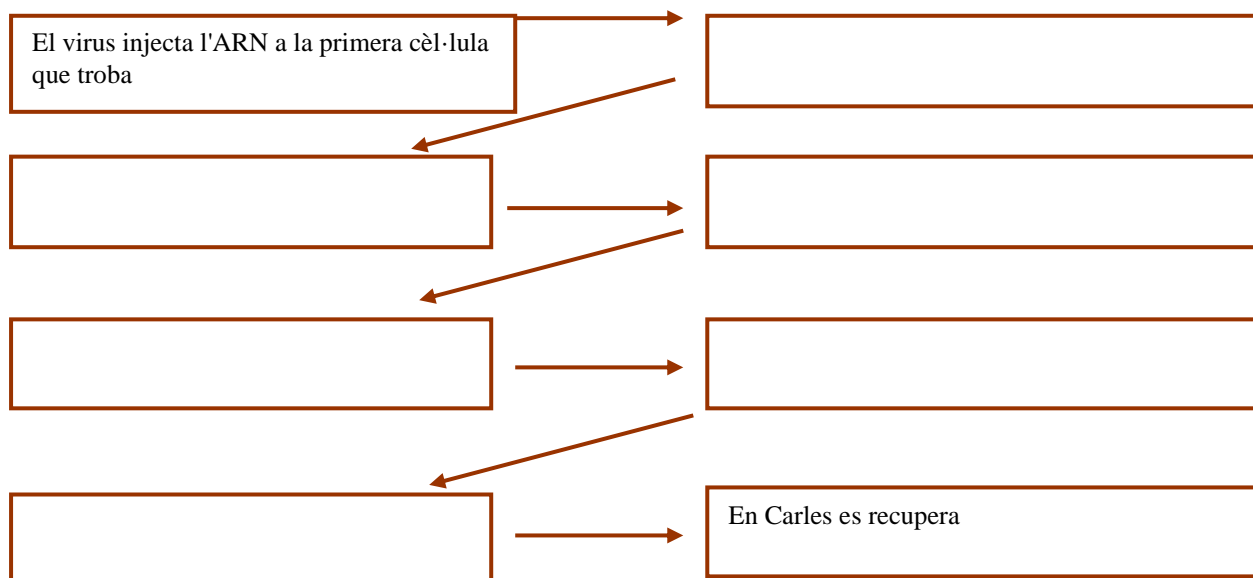 El virus injecta l'ARN a la primera cèl·lula
que troba
En Carles es recupera